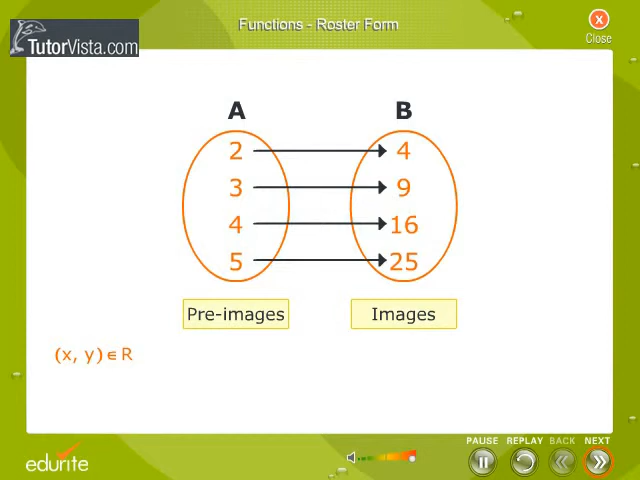 Functions - Roster Form
x
Close
TutorVista.com
A B
2 4
3 9
4 16
5 25
Pre-images Images
(x, y) ∈ R
PAUSE REPLAY BACK NEXT
edurite